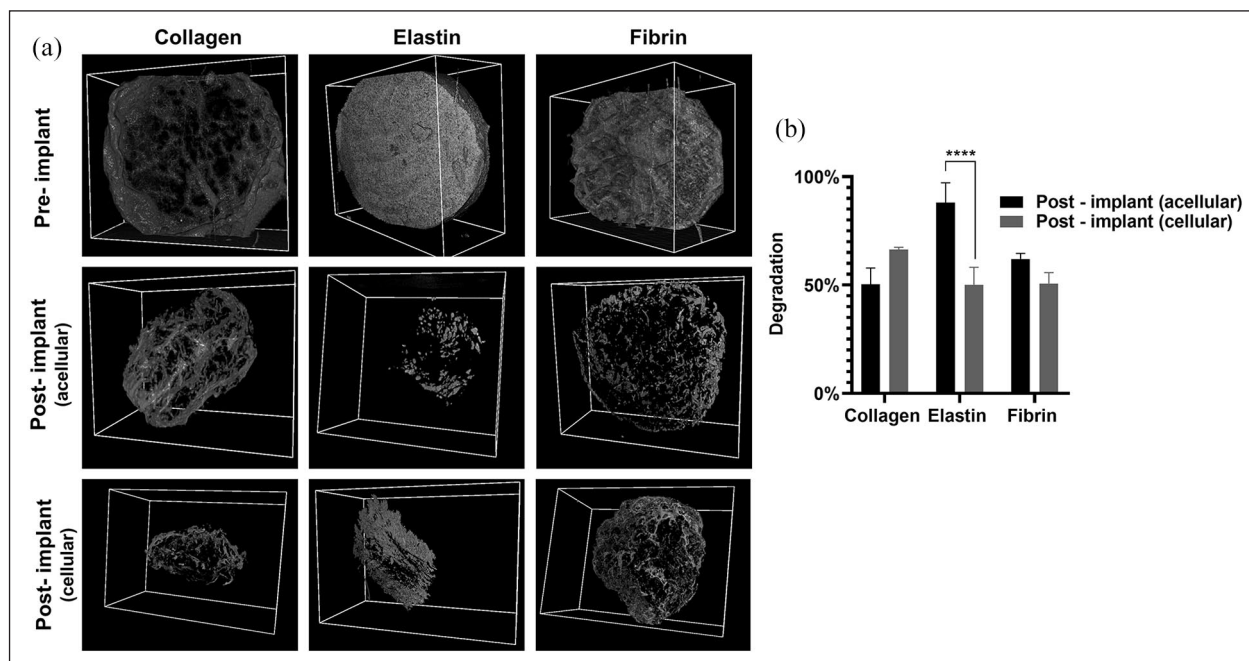 (a)
Collagen
Elastin
Fibrin
Pre- implant
Post- implant
(acellular)
Post- implant
(cellular)
(b)
****
100%
50%
0%
Degradation
Post - implant (acellular)
Post - implant (cellular)
Collagen
Elastin
Fibrin